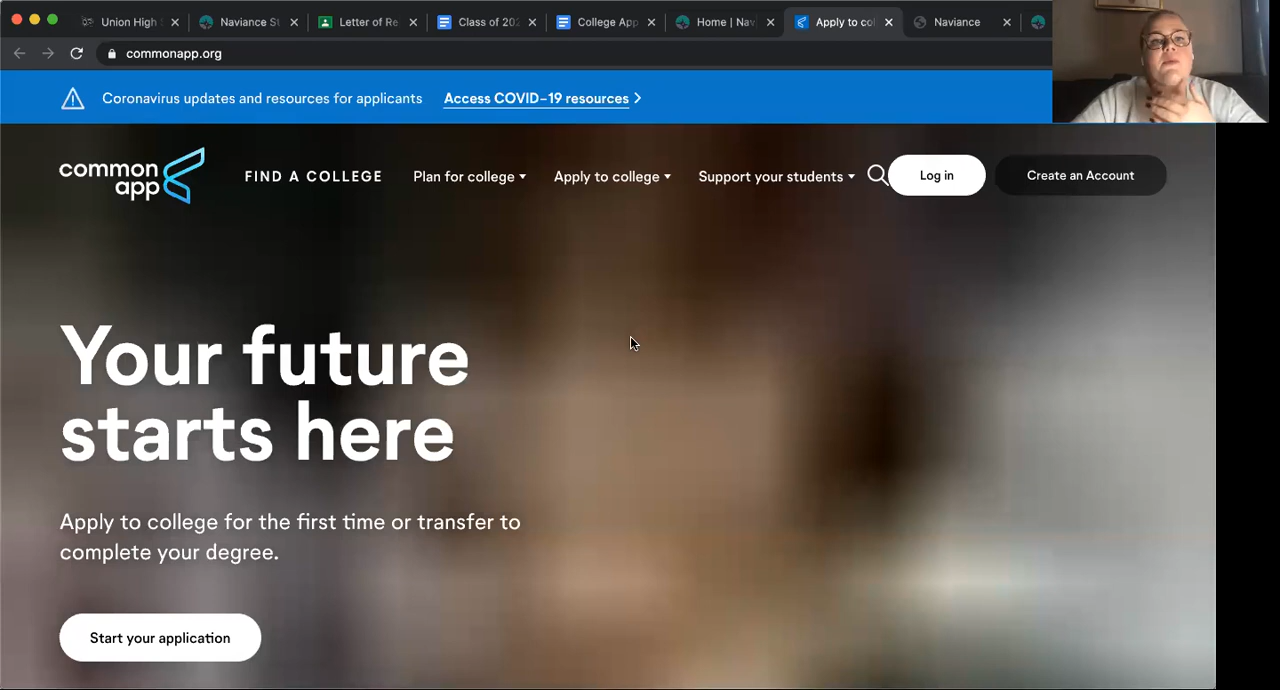 Union High
Naviance St
Letter of Re
Class of 202
College App
Home | Nav
Apply to col
Naviance
commonapp.org
Coronavirus updates and resources for applicants
Access COVID-19 resources
common
app
FIND A COLLEGE
Plan for college
Apply to college
Support your students
Log in
Create an Account
Your future
starts here
Apply to college for the first time or transfer to
complete your degree.
Start your application